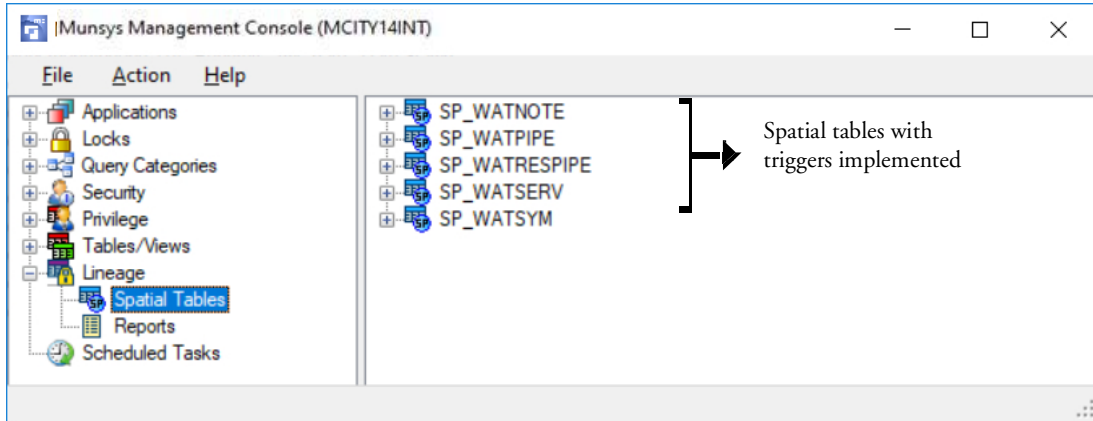 Munsys Management Console (MCITY14INT)
File Action Help
Applications
Locks
Query Categories
Security
Privilege
Tables/Views
Lineage
Spatial Tables
Reports
Scheduled Tasks
SP_WATNOTE
SP_WATPIPE
SP_WATRESPIPE
SP_WATSERV
SP_WATSYM
Spatial tables with
triggers implemented